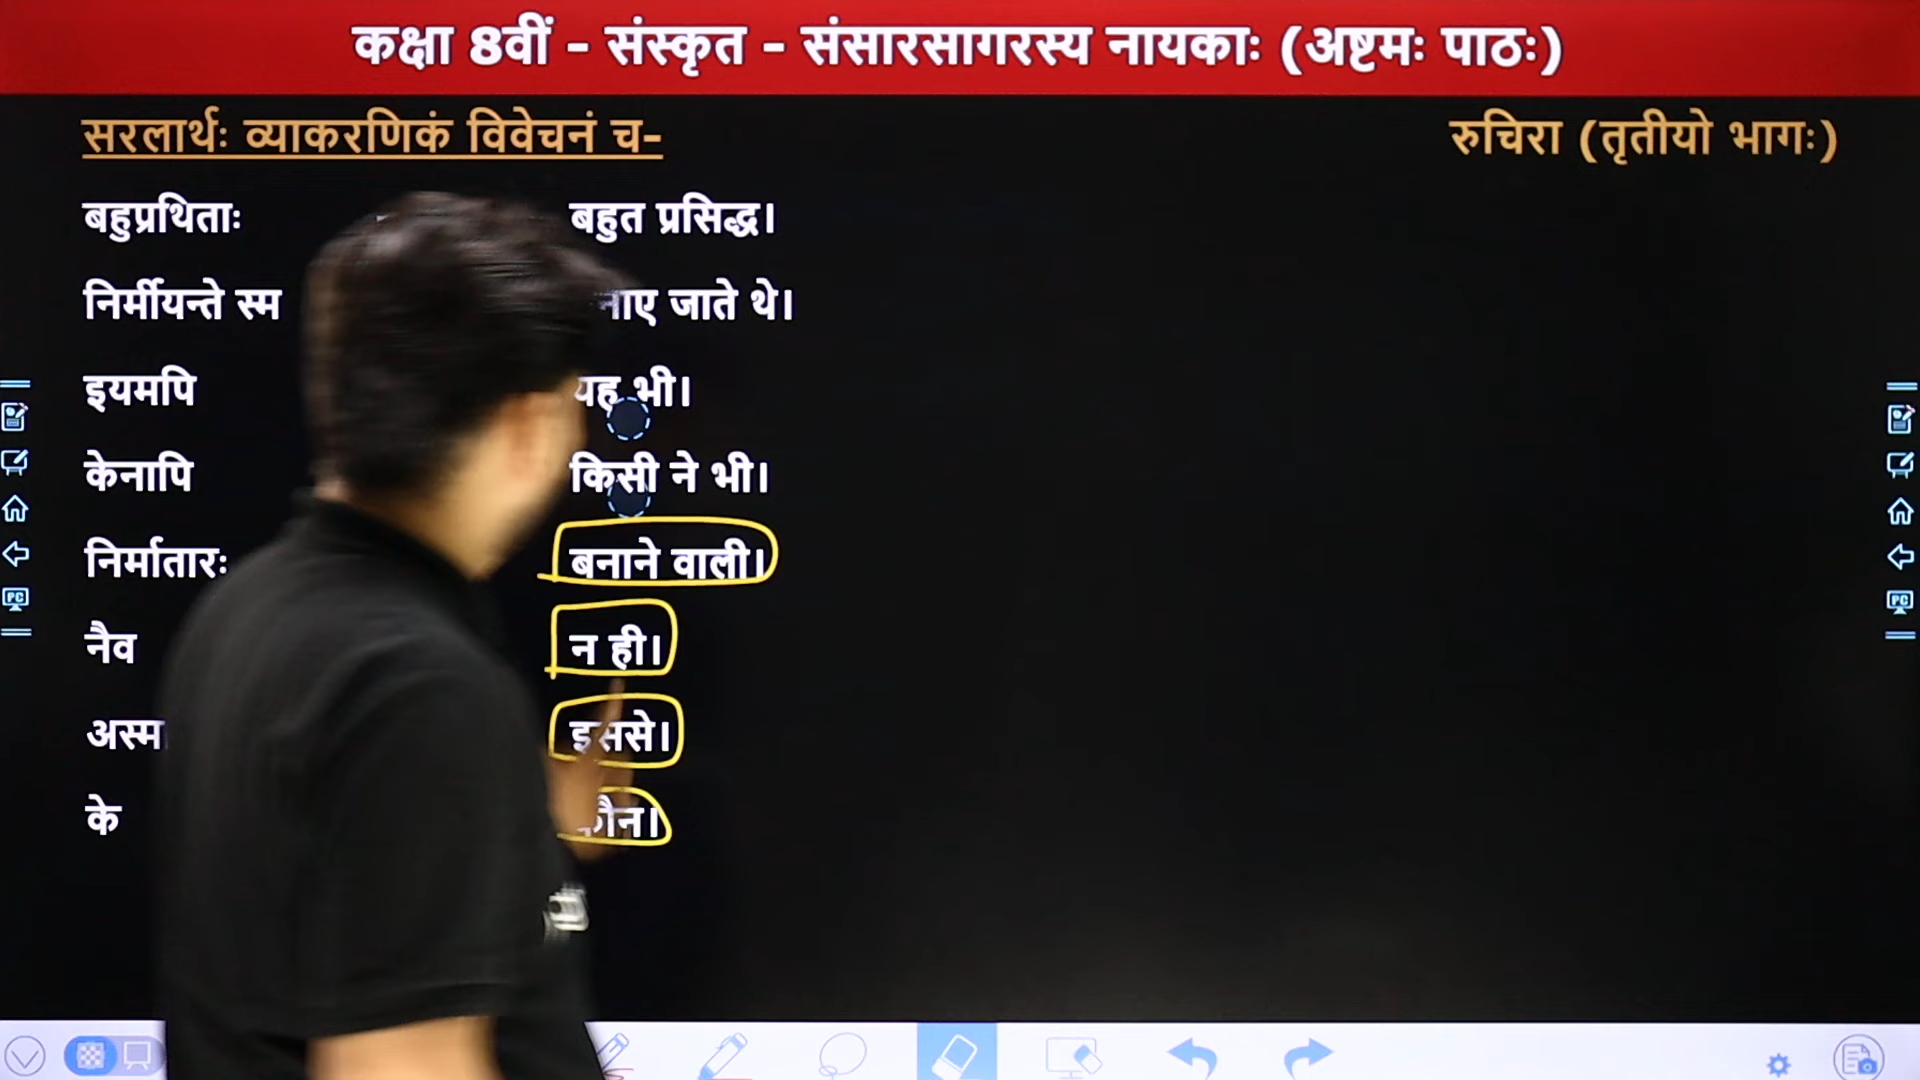 कक्षा 8वीं - संस्कृत - संसारसागरस्य नायकाः (अष्टमः पाठः)
सरलार्थः व्याकरणिकं विवेचनं च-
रुचिरा (तृतीयो भागः)
बहुप्रथिताः - बहुत प्रसिद्ध।
निर्मीयन्ते स्म जाते थे।
इयमपि यह भी।
केनापि किसी ने भी।
निर्मातारः बनाने वाली।
नैव न ही।
इससे।
के कौन।